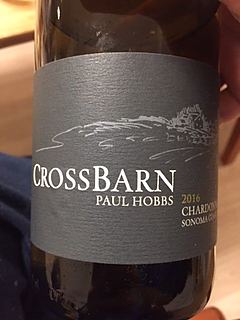 CROSSBARN
PAUL HOBBS
2016
CHARDONN
SONOMA CO